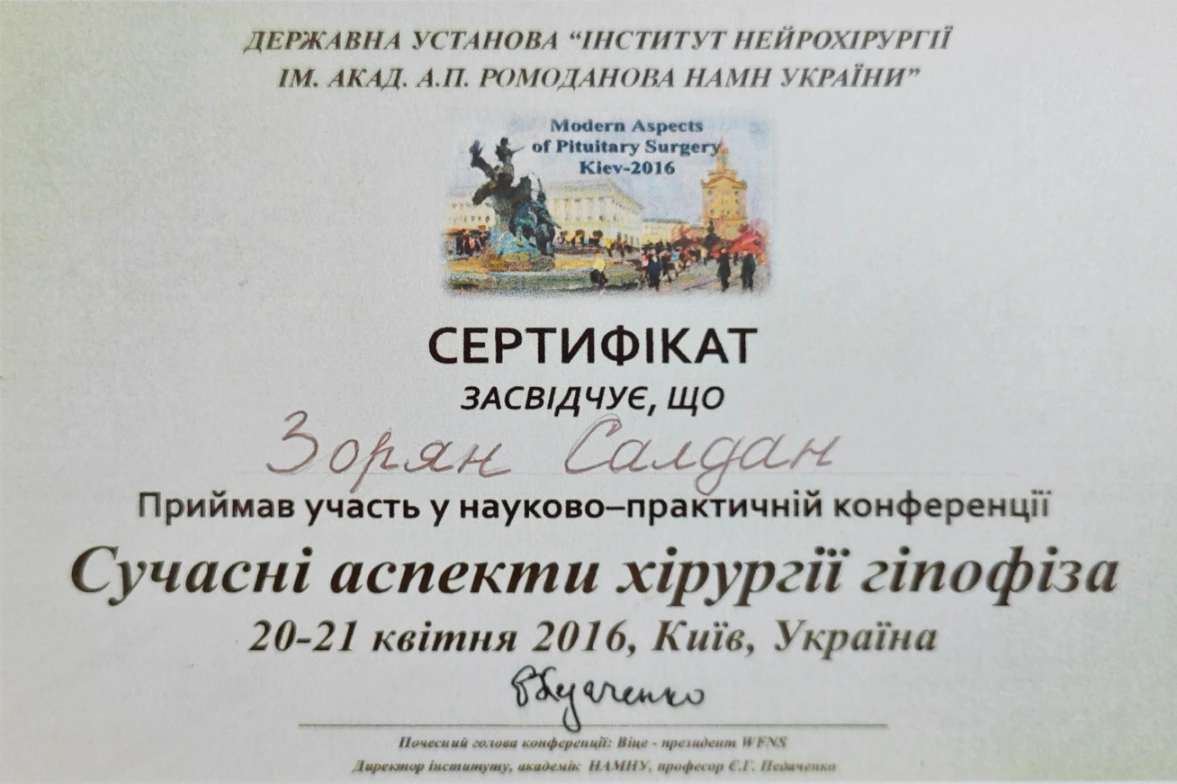 ДЕРЖАВНА УСТАНОВА “ІНСТИТУТ НЕЙРОХІРУРГІЇ
ІМ. АКАД. А.П. РОМОДАНОВА НАМН УКРАЇНИ”
Modern Aspects
of Pituitary Surgery
Kiev-2016
СЕРТИФІКАТ
ЗАСВІДЧУЄ, ЩО
Зорян Салдан
Приймав участь у науково–практичній конференції
Сучасні аспекти хірургії гіпофіза
20-21 квітня 2016, Київ, Україна
Почесний голова конференції: Віце - президент WFNS
Директор інституту, академік НАМНУ, професор Є.Г. Педаченко